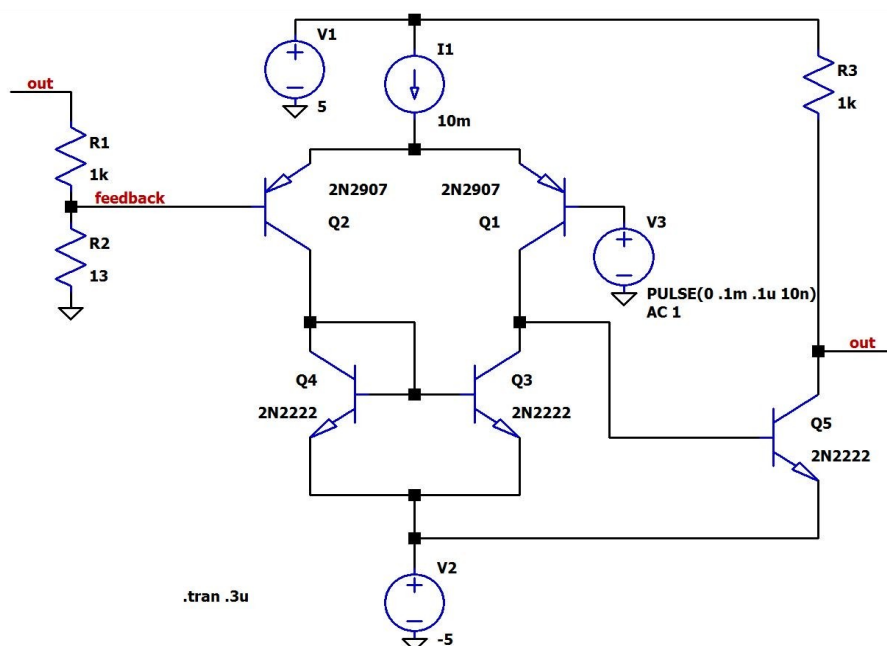 V1
5
I1
10m
R3
1k
out
R1
1k
feedback
R2
13
2N2907
Q2
2N2907
Q1
V3
PULSE(0 .1m .1u 10n)
AC 1
out
Q4
2N2222
Q3
2N2222
Q5
2N2222
V2
-5
.tran .3u